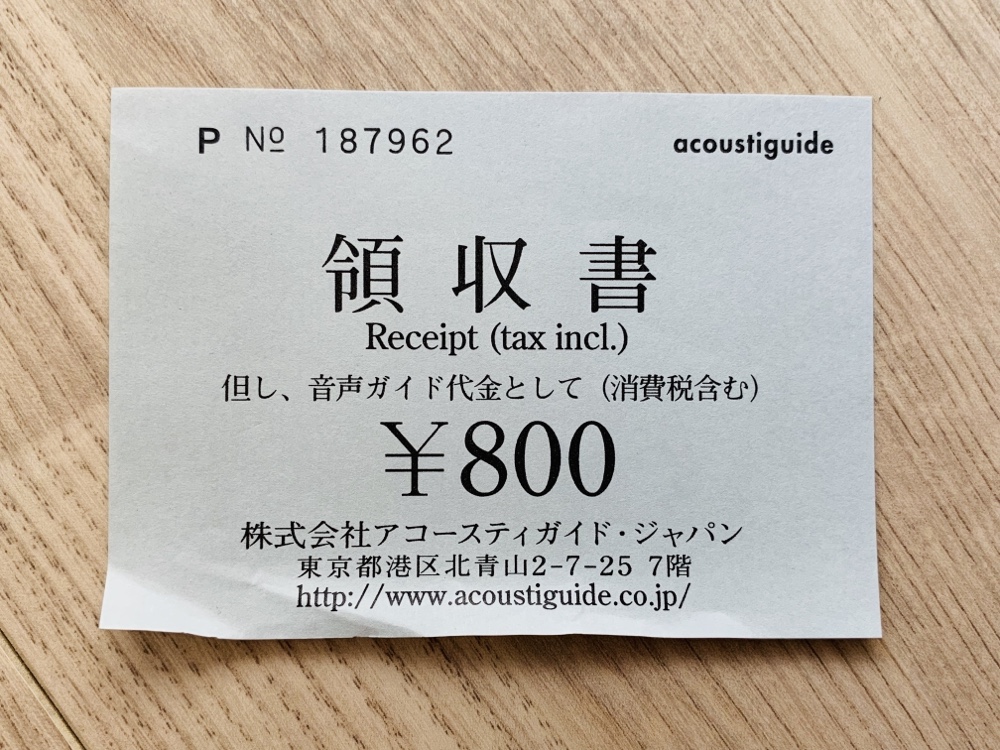 P № 187962
acoustiguide
領収書
Receipt (tax incl.)
但し、音声ガイド代金として（消費税含む）
￥800
株式会社アコースティガイド・ジャパン
東京都港区北青山2-7-25 7階
http://www.acoustiguide.co.jp/